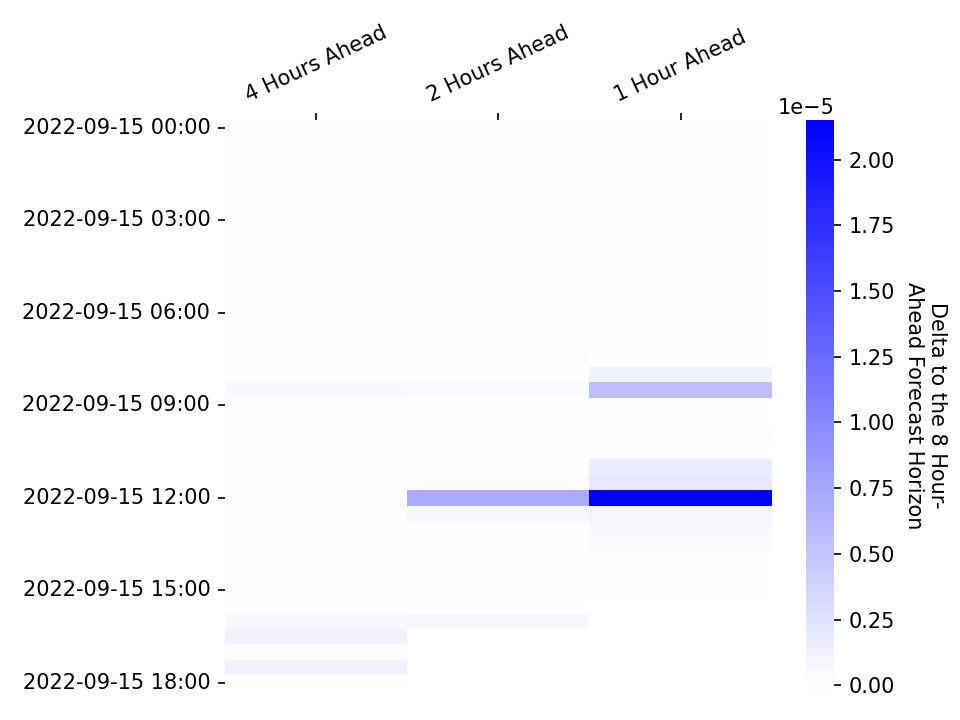 4 Hours Ahead
2 Hours Ahead
1 Hour Ahead
1e−5
2022-09-15 00:00
2022-09-15 03:00
2022-09-15 06:00
2022-09-15 09:00
2022-09-15 12:00
2022-09-15 15:00
2022-09-15 18:00
2.00
1.75
1.50
1.25
1.00
0.75
0.50
0.25
0.00
Delta to the 8 Hour-
Ahead Forecast Horizon